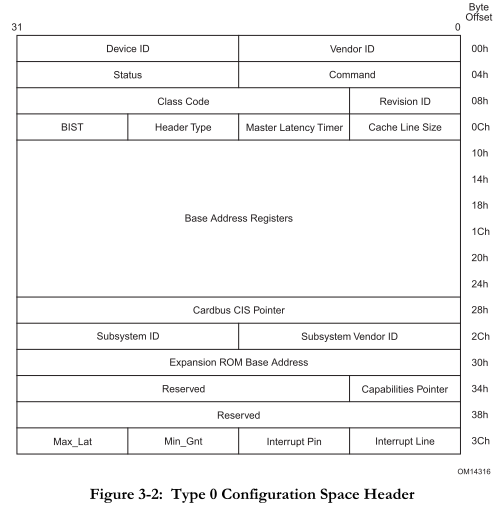 Byte
Offset
31 0
Device ID Vendor ID 00h
Status Command 04h
Class Code Revision ID 08h
BIST Header Type Master Latency Timer Cache Line Size 0Ch
10h
14h
18h
Base Address Registers
1Ch
20h
24h
Cardbus CIS Pointer 28h
Subsystem ID Subsystem Vendor ID 2Ch
Expansion ROM Base Address 30h
Reserved Capabilities Pointer 34h
Reserved 38h
Max_Lat Min_Gnt Interrupt Pin Interrupt Line 3Ch
OM14316
Figure 3-2: Type 0 Configuration Space Header